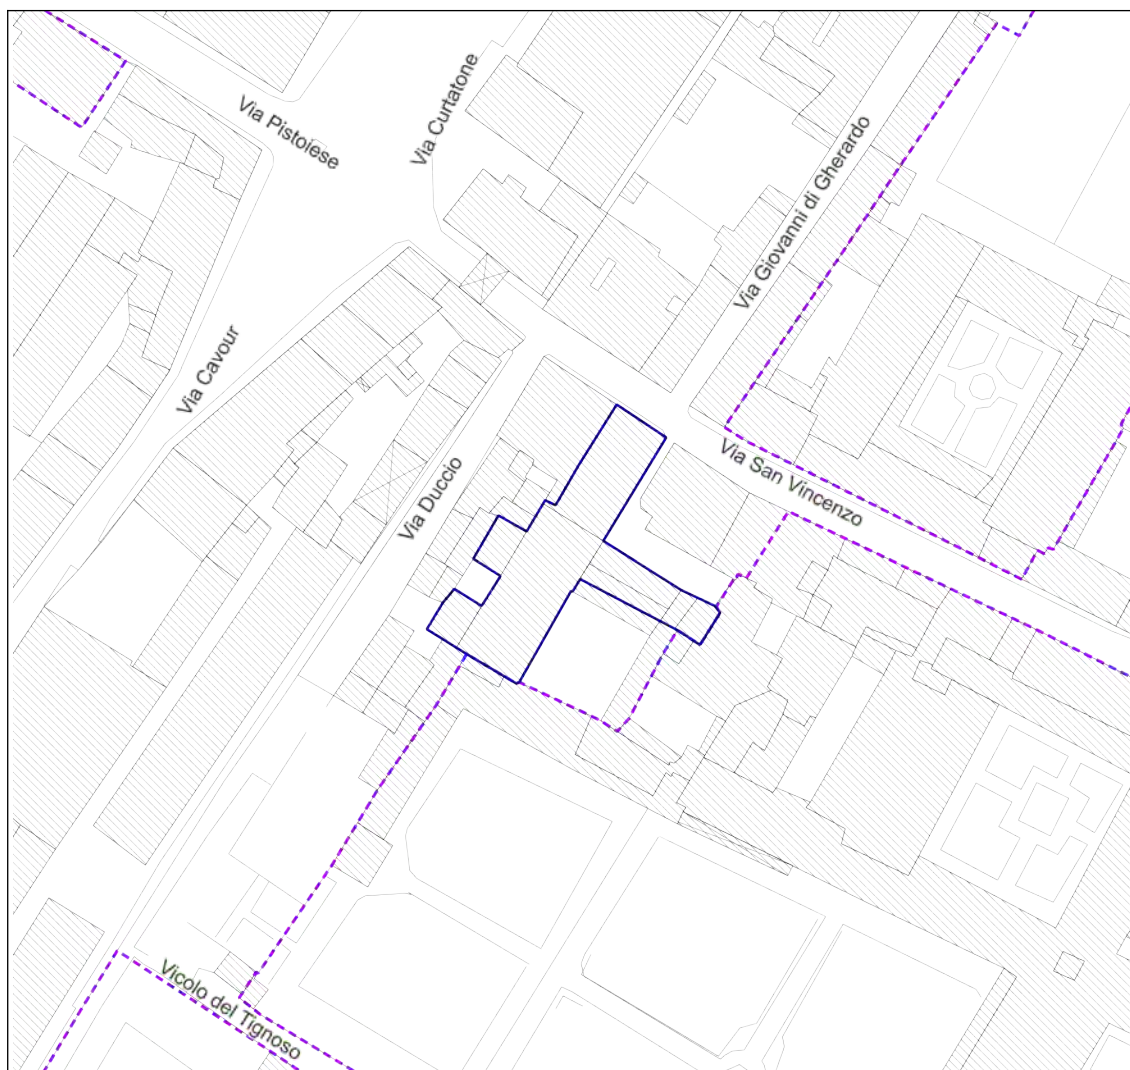 Via Pistoiese
Via Curtatone
Via Giovanni di Gherardo
Via Cavour
Via Duccio
Via San Vincenzo
Vicolo del Tignoso